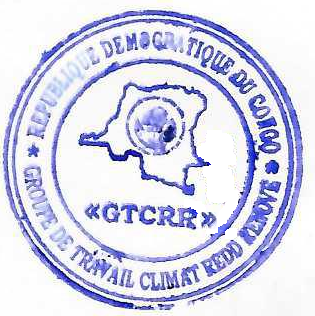 REPUBLIQUE DEMOCRATIQUE DU CONGO
«GTCRR»
★ GROUPE DE TRAVAIL CLIMAT REDD RENOVE ★